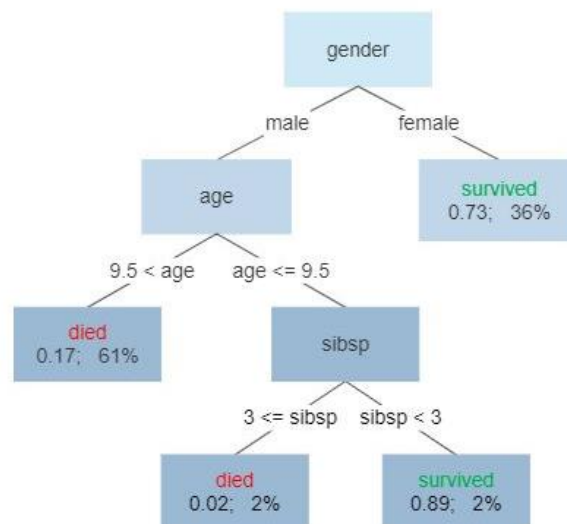 gender
male
female
age
survived
0.73; 36%
9.5 < age
age <= 9.5
died
0.17; 61%
sibsp
3 <= sibsp
sibsp < 3
died
0.02; 2%
survived
0.89; 2%